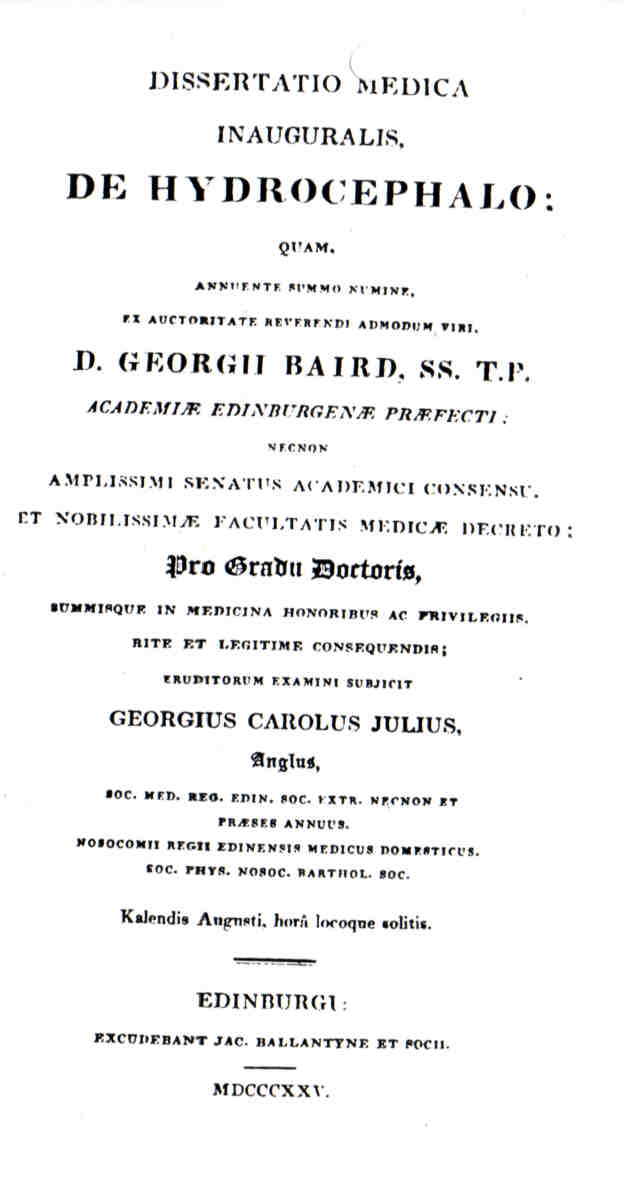 DISSERTATIO MEDICA
INAUGURALIS,
DE HYDROCEPHALO:
QUAM,
ANNUENTE SUMMO NUMINE,
EX AUCTORITATE REVERENDI ADMODUM VIRI,
D. GEORGII BAIRD, SS. T.P.
ACADEMIÆ EDINBURGENÆ PRÆFECTI:
NECNON
AMPLISSIMI SENATUS ACADEMICI CONSENSU,
ET NOBILISSIMÆ FACULTATIS MEDICÆ DECRETO:
Pro Gradu Doctoris,
SUMMISQUE IN MEDICINA HONORIBUS AC PRIVILEGIIS,
RITE ET LEGITIME CONSEQUENDIS;
ERUDITORUM EXAMINI SUBJICIT
GEORGIUS CAROLUS JULIUS,
Anglus,
SOC. MED. REG. EDIN. SOC. EXTR. NECNON ET
PRÆSES ANNUUS.
NOSOCOMII REGII EDINENSIS MEDICUS DOMESTICUS.
SOC. PHYS. NOSOC. BARTHOL. SOC.
Kalendis Augusti, horâ locoque solitis.
EDINBURGI:
EXCUDEBANT JAC. BALLANTYNE ET SOCII.
MDCCCXXV.